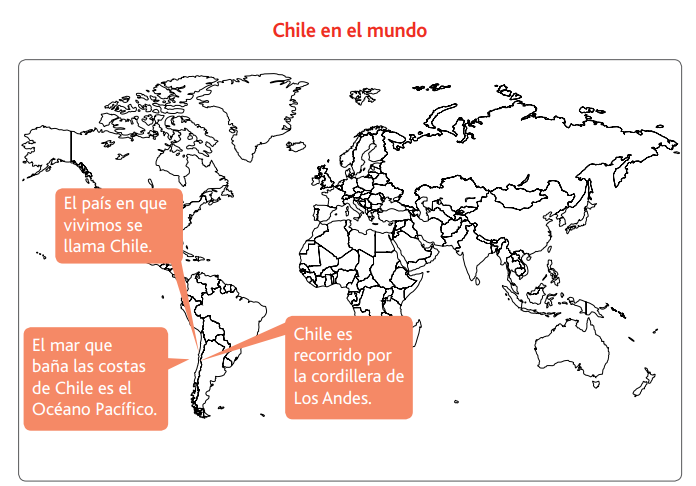 Chile en el mundo
El país en que
vivimos se
llama Chile.
El mar que
baña las costas
de Chile es el
Océano Pacífico.
Chile es
recorrido por
la cordillera de
Los Andes.